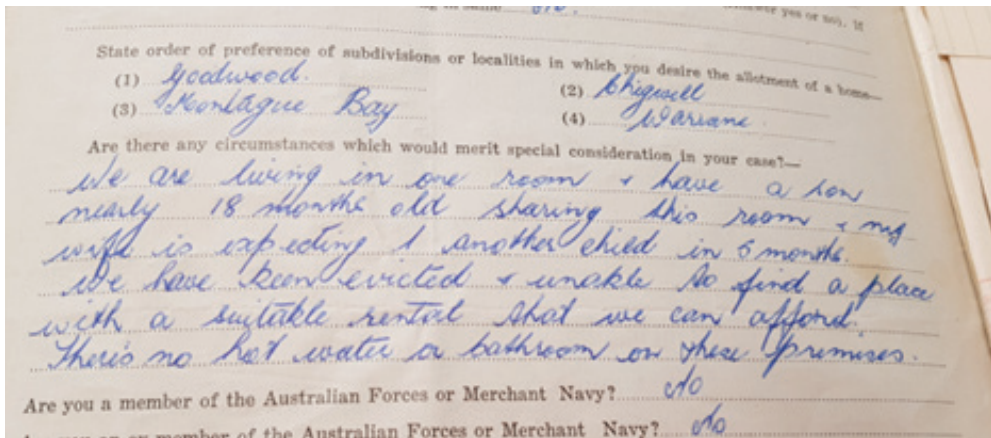 yes or no). If
State order of preference of subdivisions or localities in which you desire the allotment of a home—
(1) Goodwood. (2) Chigwell
(3) Montague Bay (4) Warrane
Are there any circumstances which would merit special consideration in your case?—
We are living in one room + have a son
nearly 18 months old sharing this room + my
wife is expecting another child in 5 months.
We have been evicted + unable to find a place
with a suitable rental that we can afford.
There's no hot water or bathroom on these premises.
Are you a member of the Australian Forces or Merchant Navy? No
member of the Australian Forces or Merchant Navy? No